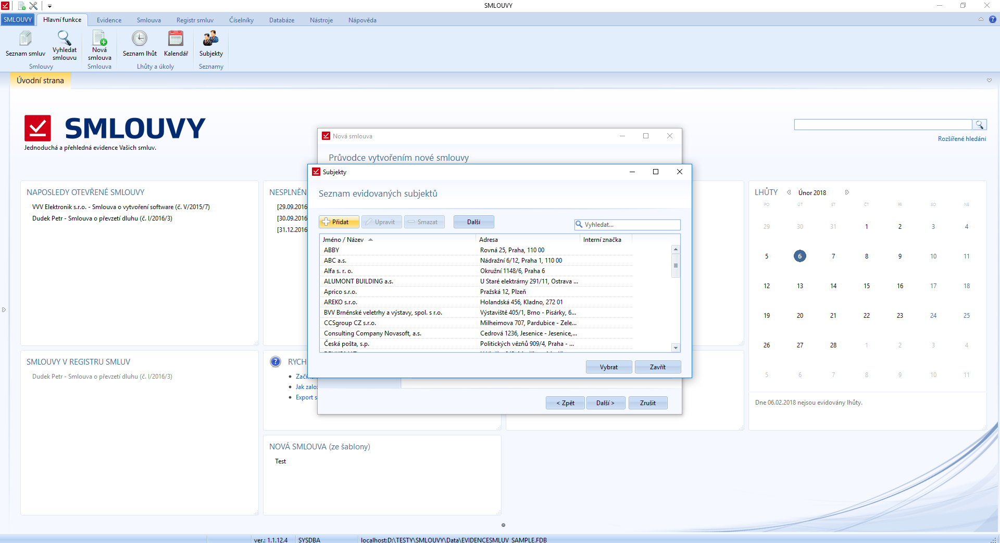 SMLOUVY
SMLOUVY Hlavní funkce Evidence Smlouva Registr smluv Číselníky Databáze Nástroje Nápověda
Seznam smluv
Vyhledat smlouvu
Nová smlouva
Seznam lhůt
Kalendář
Subjekty
Smlouvy Smlouva Lhůty a úkoly Seznamy
Úvodní strana
SMLOUVY
Jednoduchá a přehledná evidence Vašich smluv.
Rozšířené hledání
Nová smlouva
Průvodce vytvořením nové smlouvy
Subjekty
Seznam evidovaných subjektů
Přidat Upravit Smazat Další Vyhledat...
Jméno / Název Adresa Interní značka
ABBY Rovná 25, Praha, 110 00
ABC a.s. Nádražní 6/12, Praha 1, 110 00
Alfa s. r. o. Okružní 1148/6, Praha 6
ALUMONT BUILDING a.s. U Staré elektrárny 291/11, Ostrava ...
Aprico s.r.o. Pražská 12, Plzeň
AREKO s.r.o. Holandská 456, Kladno, 272 01
BVV Brněnské veletrhy a výstavy, spol. s r.o. Výstaviště 405/1, Brno - Pisárky, 6...
CCSgroup CZ s.r.o. Milheimova 707, Pardubice - Zele...
Consulting Company Novasoft, a.s. Cedrová 1236, Jesenice - Jesenice,...
Česká pošta, s.p. Politických vězňů 909/4, Praha - ...
Vybrat Zavřít
< Zpět Další > Zrušit
NAPOSLEDY OTEVŘENÉ SMLOUVY
VVV Elektronik s.r.o. - Smlouva o vytvoření software (č. V/2015/7)
Dudek Petr - Smlouva o převzetí dluhu (č. I/2016/3)
NESPLNĚN
[29.09.2016
[30.09.2016
[31.12.2016
LHŮTY Únor 2018
PO ÚT ST ČT PÁ SO NE
29 30 31 1 2 3 4
5 6 7 8 9 10 11
12 13 14 15 16 17 18
19 20 21 22 23 24 25
26 27 28 1 2 3 4
5 6 7 8 9 10 11
Dne 06.02.2018 nejsou evidovány lhůty.
SMLOUVY V REGISTRU SMLUV
Dudek Petr - Smlouva o převzetí dluhu (č. I/2016/3)
RYCH
Jak založ
Export s
NOVÁ SMLOUVA (ze šablony)
Test
ver.: 1.1.12.4 SYSDBA localhost:D:\TESTY\SMLOUVY\Data\EVIDENCESMLUV_SAMPLE.FDB